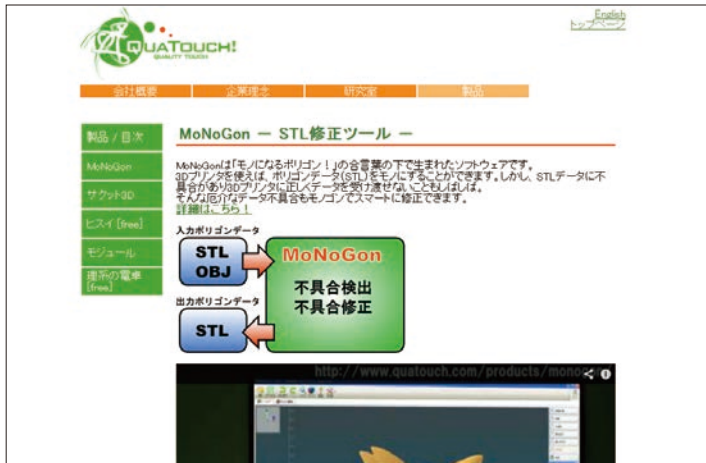 English
トップページ
QUATOUCH!
QUALITY TOUCH
会社概要
企業理念
研究室
製品
製品 / 目次
MoNoGon
サクっと3D
ヒスイ [free]
モジュール
理系の電卓
[free]
MoNoGon － STL修正ツール －
MoNoGonは「モノになるポリゴン！」の合言葉の下で生まれたソフトウェアです。
3Dプリンタを使えば、ポリゴンデータ(STL)をモノにすることができます。しかし、STLデータに不
具合があり3Dプリンタに正しくデータを受け渡せないこともしばしば。
そんな厄介なデータ不具合もモノゴンでスマートに修正できます。
詳細はこちら！
入力ポリゴンデータ
STL
OBJ
MoNoGon
不具合検出
不具合修正
出力ポリゴンデータ
STL
http://www.quatouch.com/products/monogon